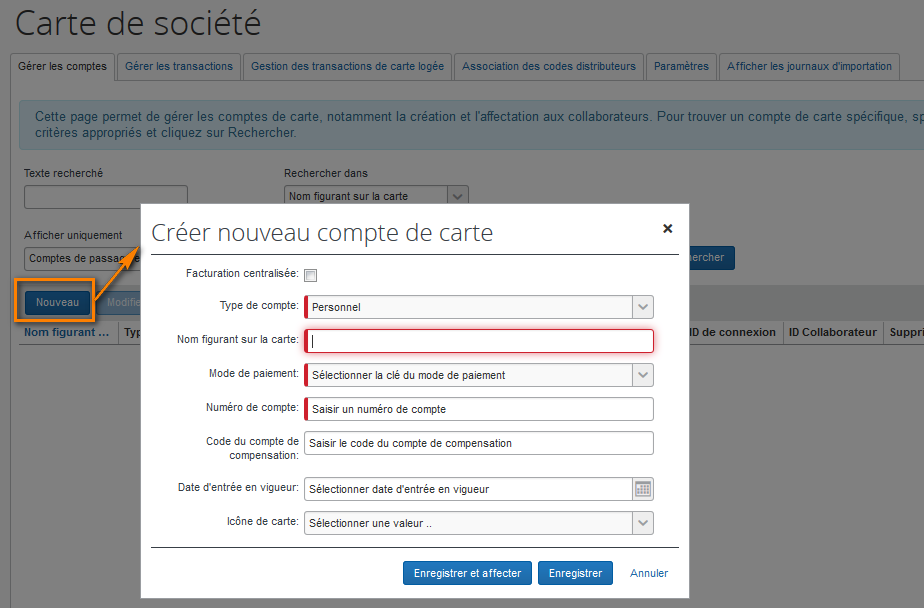 Carte de société
Gérer les comptes
Gérer les transactions
Gestion des transactions de carte logée
Association des codes distributeurs
Paramètres
Afficher les journaux d'importation
Cette page permet de gérer les comptes de carte, notamment la création et l'affectation aux collaborateurs. Pour trouver un compte de carte spécifique, sp
critères appropriés et cliquez sur Rechercher.
Texte recherché
Rechercher dans
Nom figurant sur la carte
Afficher uniquement
Comptes de passa
ercher
Nouveau
Modifie
Nom figurant ...
Typ
ID de connexion
ID Collaborateur
Suppri
Créer nouveau compte de carte
Facturation centralisée:
Type de compte:
Personnel
Nom figurant sur la carte:
Mode de paiement:
Sélectionner la clé du mode de paiement
Numéro de compte:
Saisir un numéro de compte
Code du compte de
compensation:
Saisir le code du compte de compensation
Date d'entrée en vigueur:
Sélectionner date d'entrée en vigueur
Icône de carte:
Sélectionner une valeur ..
Enregistrer et affecter
Enregistrer
Annuler